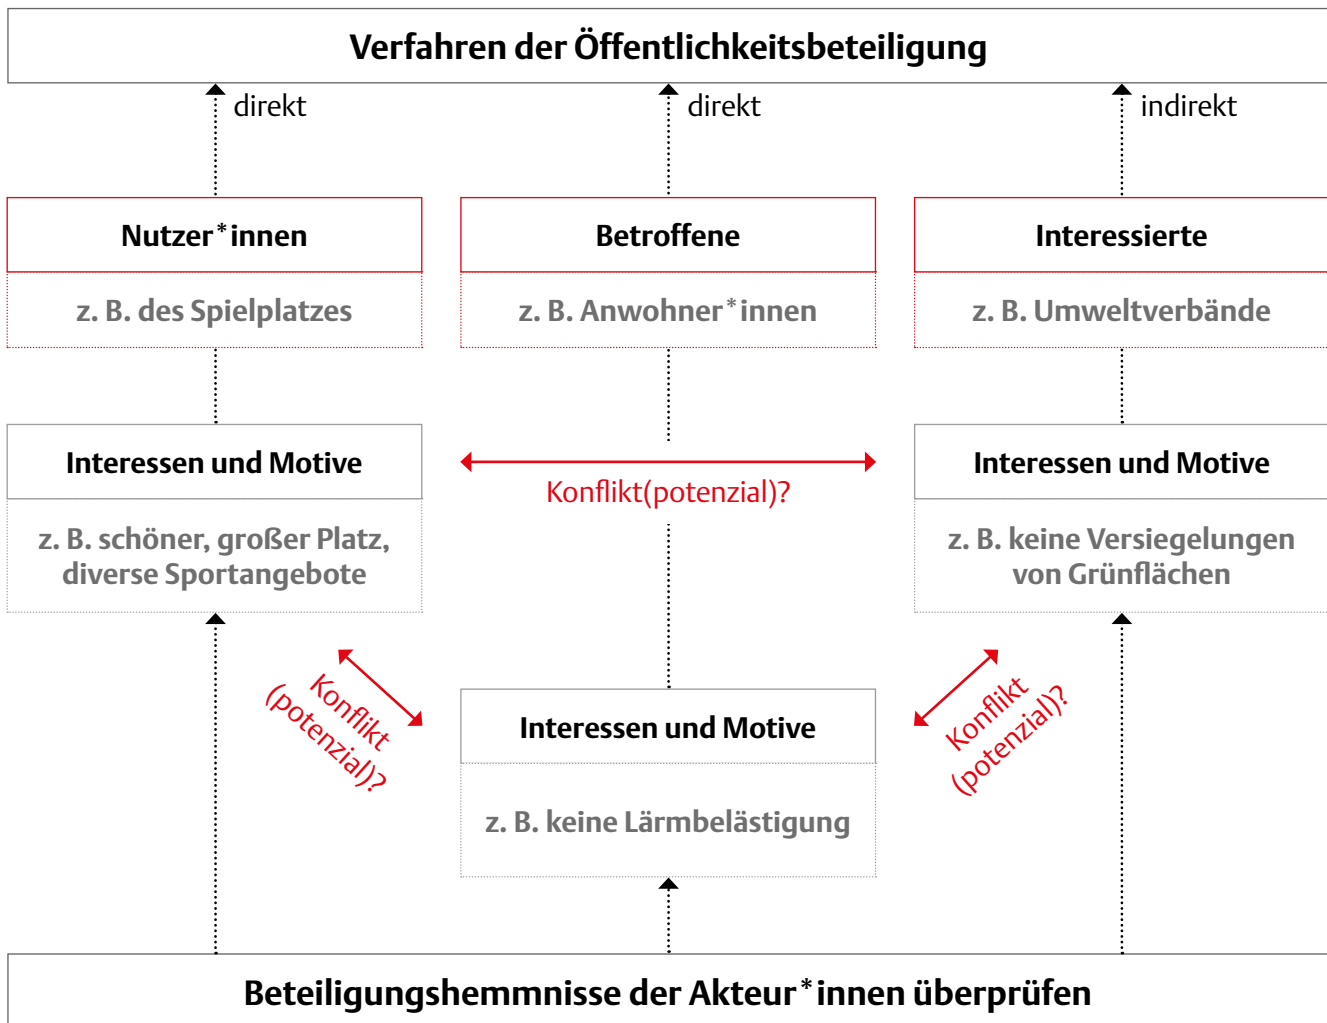 Verfahren der Öffentlichkeitsbeteiligung
direkt
direkt
indirekt
Nutzer*innen
Betroffene
Interessierte
z. B. des Spielplatzes
z. B. Anwohner*innen
z. B. Umweltverbände
Interessen und Motive
Interessen und Motive
Konflikt(potenzial)?
z. B. schöner, großer Platz,
diverse Sportangebote
z. B. keine Versiegelungen
von Grünflächen
Konflikt
(potenzial)?
Konflikt
(potenzial)?
Interessen und Motive
z. B. keine Lärmbelästigung
Beteiligungshemmnisse der Akteur*innen überprüfen